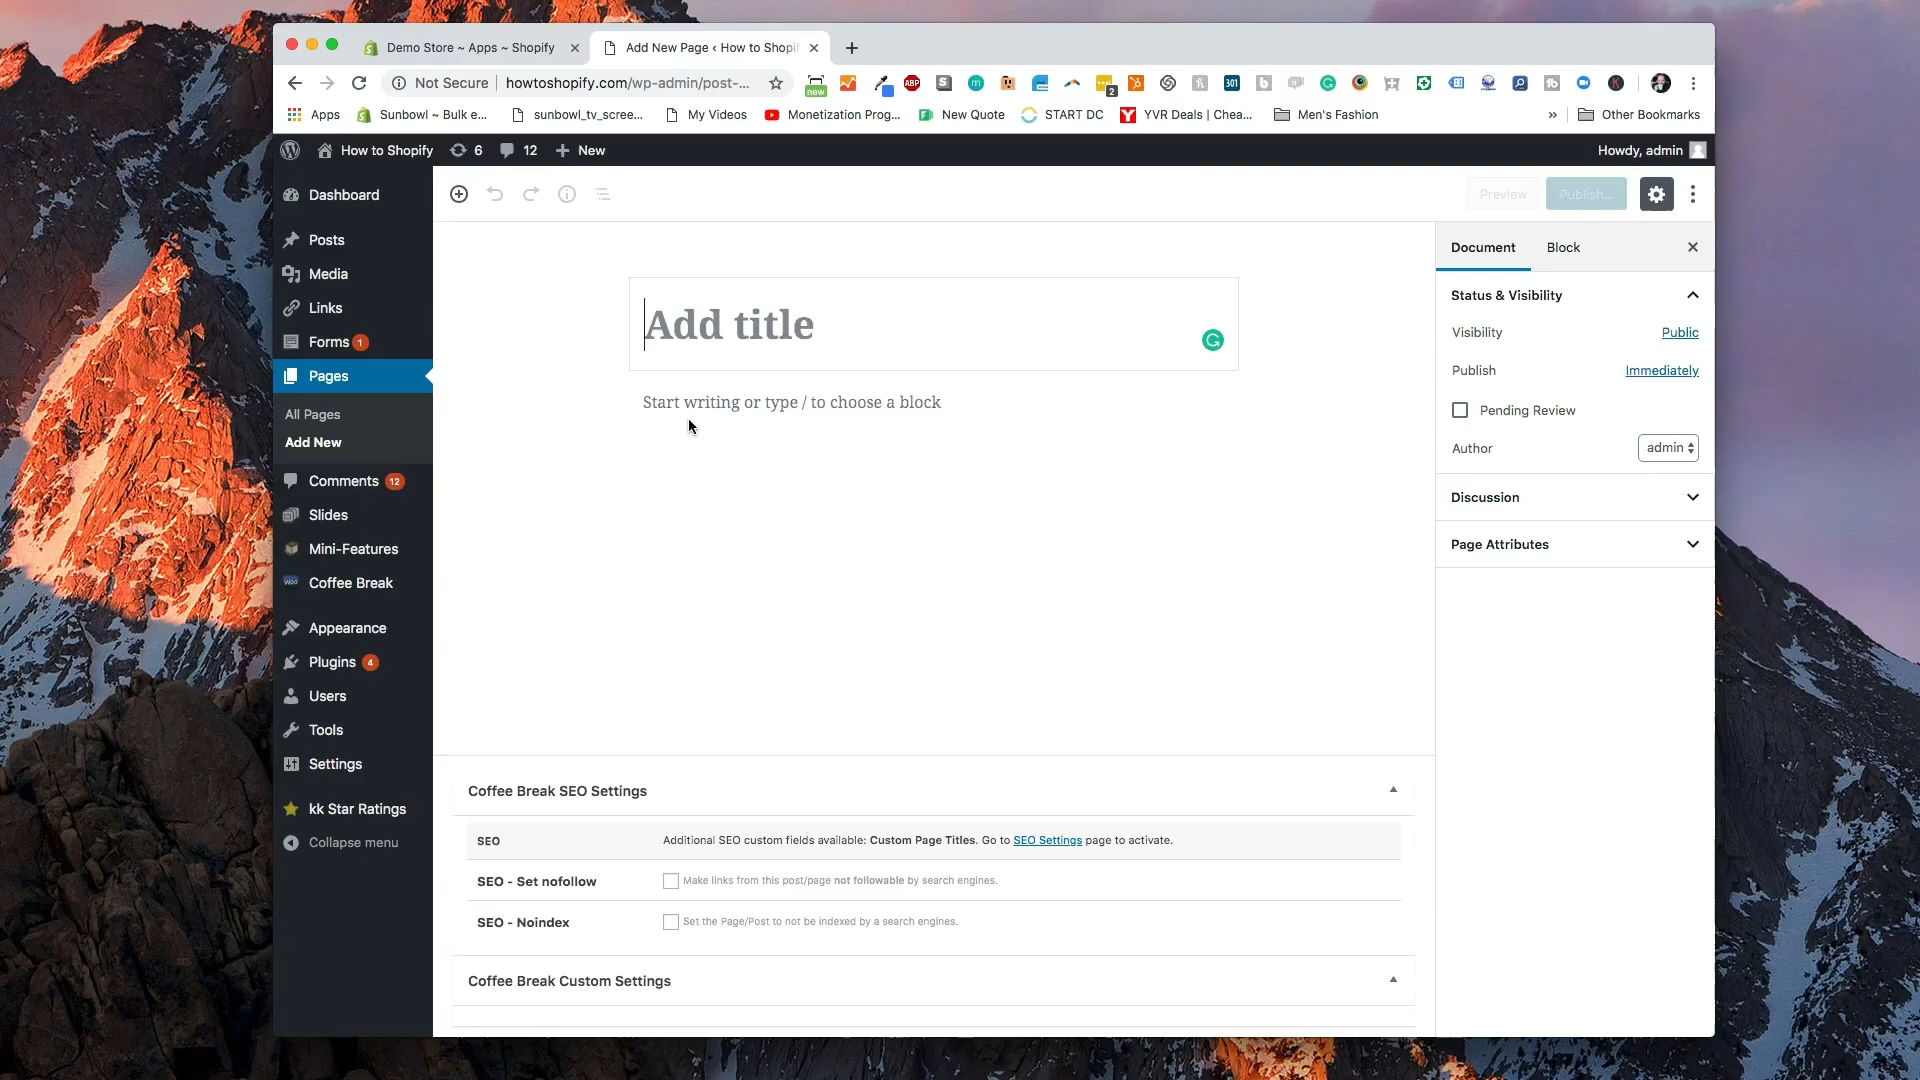 Demo Store ~ Apps ~ Shopify
Add New Page ‹ How to Shopif
Not Secure howtoshopify.com/wp-admin/post-...
new
ABP
2
301
Apps
Sunbowl ~ Bulk e...
sunbowl_tv_scree...
My Videos
Monetization Prog...
New Quote
START DC
YVR Deals | Chea...
Men's Fashion
»
Other Bookmarks
How to Shopify
6
12
New
Howdy, admin
Dashboard
Posts
Media
Links
Forms 1
Pages
All Pages
Add New
Comments 12
Slides
Mini-Features
Coffee Break
Appearance
Plugins 4
Users
Tools
Settings
kk Star Ratings
Collapse menu
Preview
Publish...
Add title
Start writing or type / to choose a block
Document
Block
Status & Visibility
Visibility Public
Publish Immediately
Pending Review
Author admin
Discussion
Page Attributes
Coffee Break SEO Settings
SEO Additional SEO custom fields available: Custom Page Titles. Go to SEO Settings page to activate.
SEO - Set nofollow Make links from this post/page not followable by search engines.
SEO - Noindex Set the Page/Post to not be indexed by a search engines.
Coffee Break Custom Settings